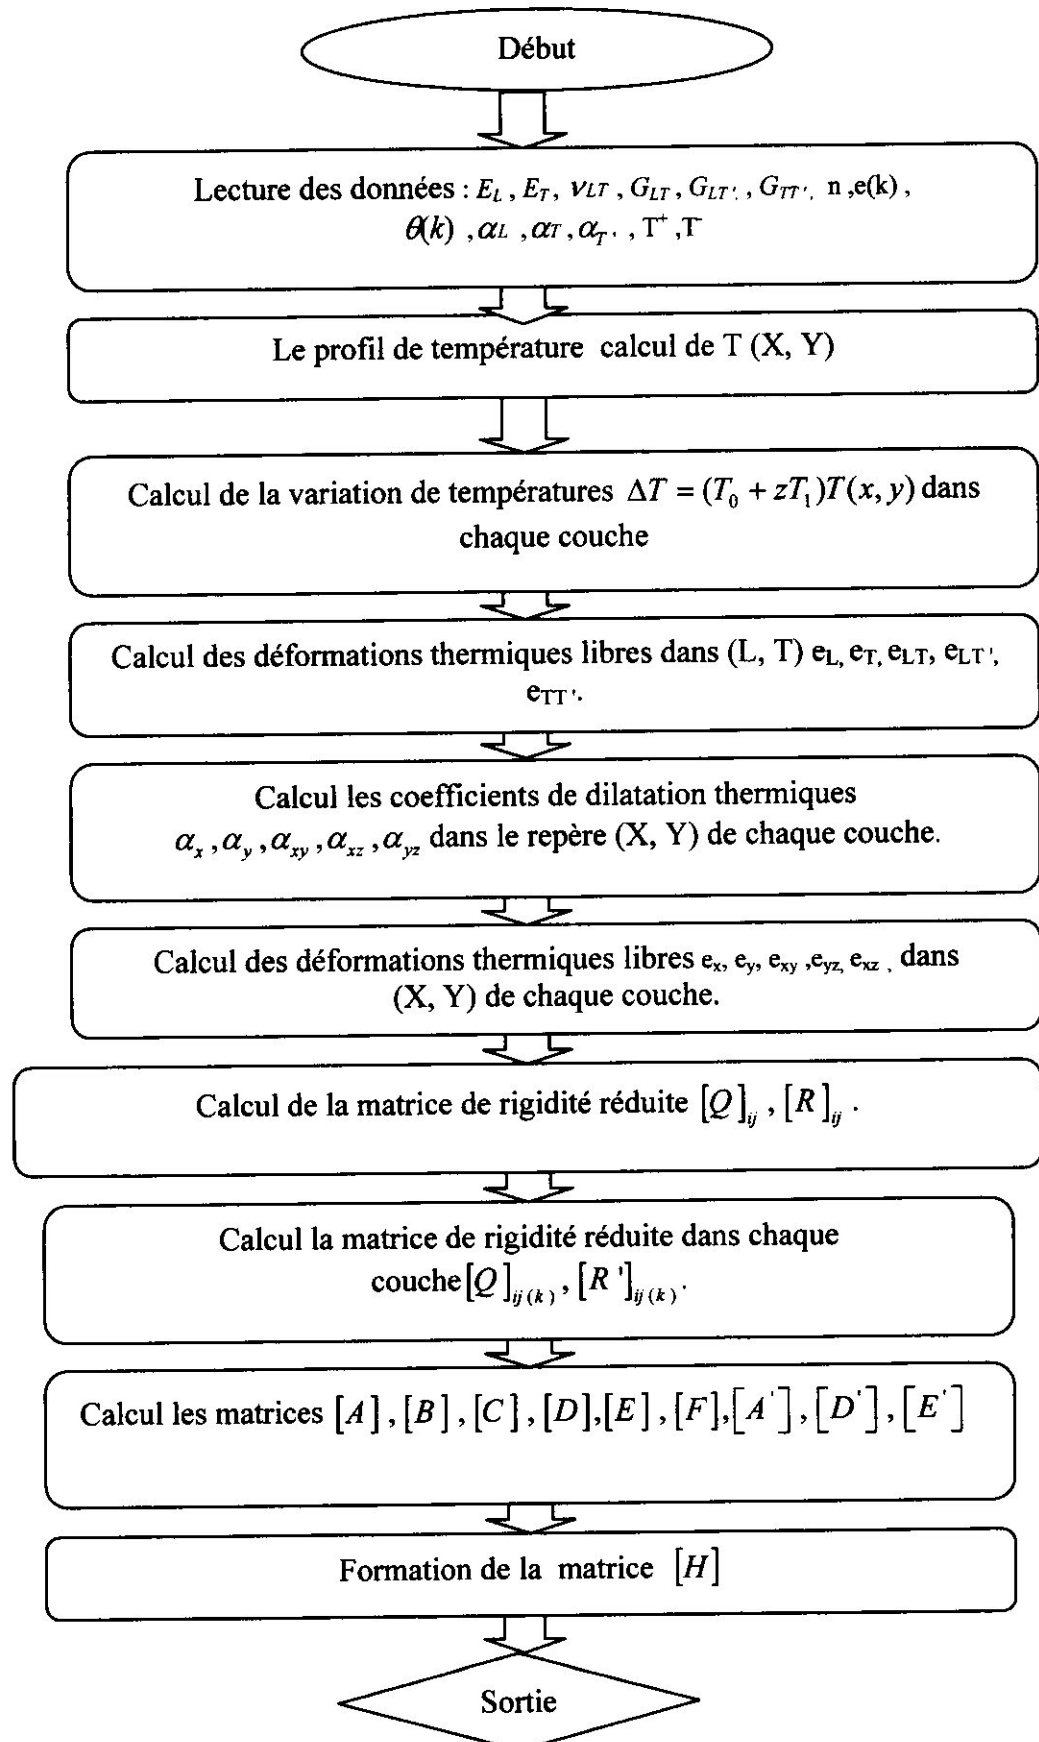 Début
Lecture des données : E_L , E_T, ν_LT , G_LT , G_LT'. , G_TT', n ,e(k) ,
θ(k) ,α_L ,α_T ,α_T' . ,T⁺ ,T⁻
Le profil de température calcul de T (X, Y)
Calcul de la variation de températures ΔT = (T₀ + zT₁)T(x, y) dans
chaque couche
Calcul des déformations thermiques libres dans (L, T) e_L, e_T, e_LT, e_LT',
e_TT'.
Calcul les coefficients de dilatation thermiques
α_x ,α_y ,α_xy ,α_xz ,α_yz dans le repère (X, Y) de chaque couche.
Calcul des déformations thermiques libres e_x, e_y, e_xy ,e_yz, e_xz , dans
(X, Y) de chaque couche.
Calcul de la matrice de rigidité réduite [Q]_ij , [R]_ij .
Calcul la matrice de rigidité réduite dans chaque
couche[Q]_ij(k) , [R ']_ij(k) .
Calcul les matrices [A] , [B] , [C] , [D],[E] , [F],[A'] , [D'] , [E']
Formation de la matrice [H]
Sortie